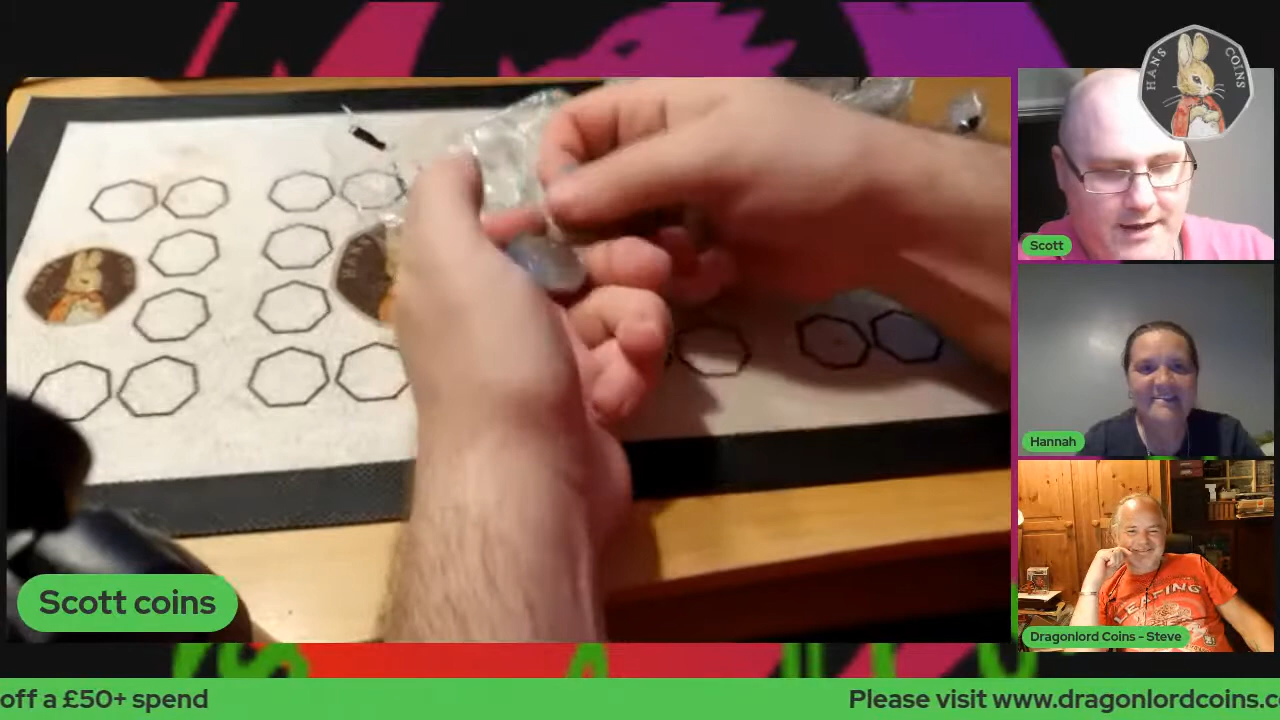 HANS COINS
Scott
Hannah
Dragonlord Coins - Steve
Scott coins
off a £50+ spend
Please visit www.dragonlordcoins.c